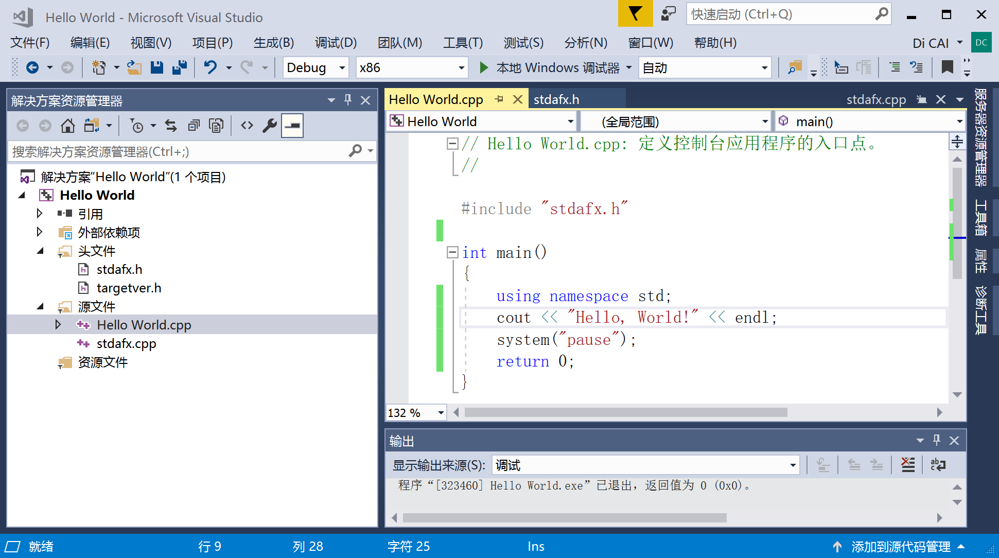 Hello World - Microsoft Visual Studio
快速启动 (Ctrl+Q)
文件(F) 编辑(E) 视图(V) 项目(P) 生成(B) 调试(D) 团队(M) 工具(T) 测试(S) 分析(N) 窗口(W) 帮助(H) Di CAI DC
Debug x86 本地 Windows 调试器 自动
解决方案资源管理器
搜索解决方案资源管理器(Ctrl+;)
解决方案“Hello World”(1 个项目)
Hello World
引用
外部依赖项
头文件
stdafx.h
targetver.h
源文件
Hello World.cpp
stdafx.cpp
资源文件
Hello World.cpp stdafx.h stdafx.cpp
Hello World (全局范围) main()
// Hello World.cpp: 定义控制台应用程序的入口点。
//
#include "stdafx.h"
int main()
{
using namespace std;
cout << "Hello, World!" << endl;
system("pause");
return 0;
}
132 %
输出
显示输出来源(S): 调试
程序“[323460] Hello World.exe”已退出，返回值为 0 (0x0)。
服务器资源管理器
工具箱
属性
诊断工具
就绪 行 9 列 28 字符 25 Ins 添加到源代码管理